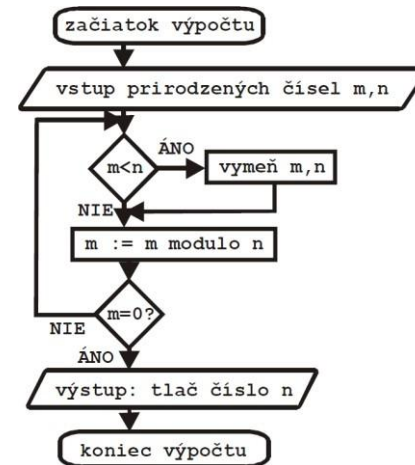 začiatok výpočtu
vstup prirodzených čísel m,n
m<n
ÁNO
vymeň m,n
NIE
m := m modulo n
m=0?
NIE
ÁNO
výstup: tlač číslo n
koniec výpočtu